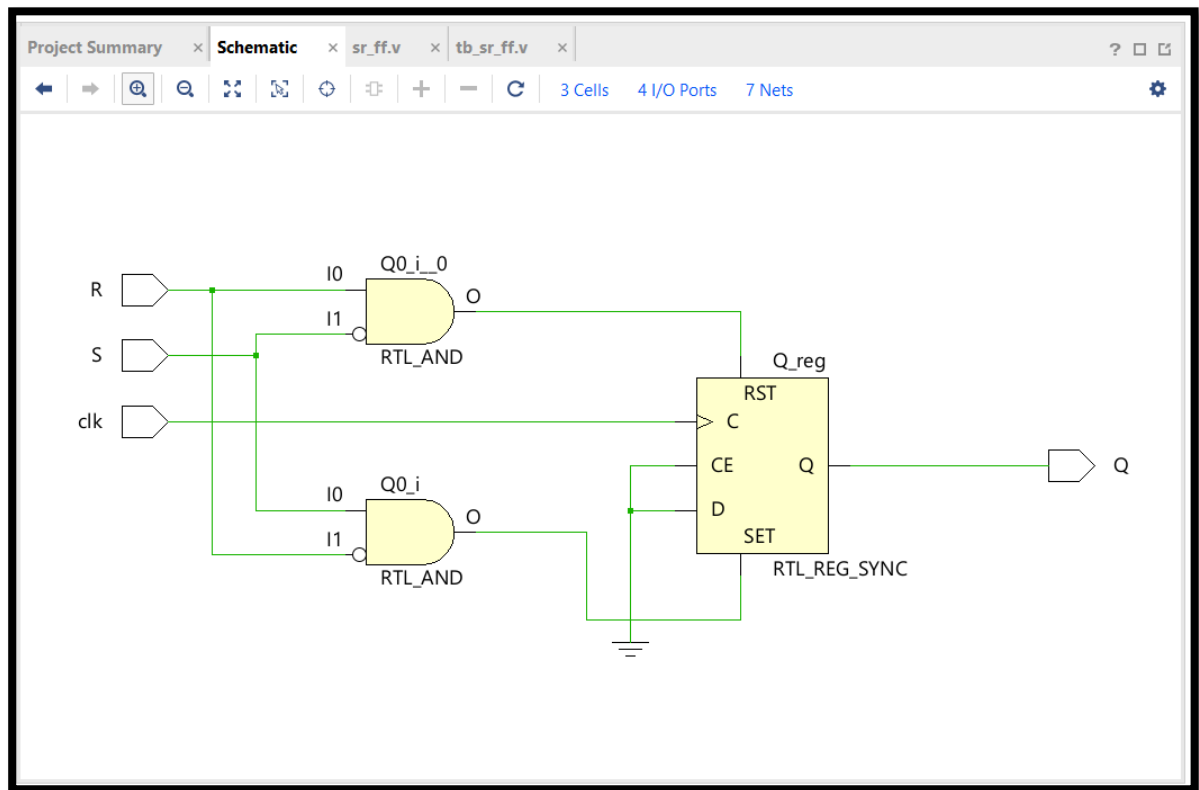 Project Summary × Schematic × sr_ff.v × tb_sr_ff.v × ?
3 Cells 4 I/O Ports 7 Nets
Q0_i__0
R I0 O
I1
S RTL_AND
Q_reg
RST
clk C
CE Q Q
Q0_i
I0 D
O
I1 SET
RTL_AND RTL_REG_SYNC